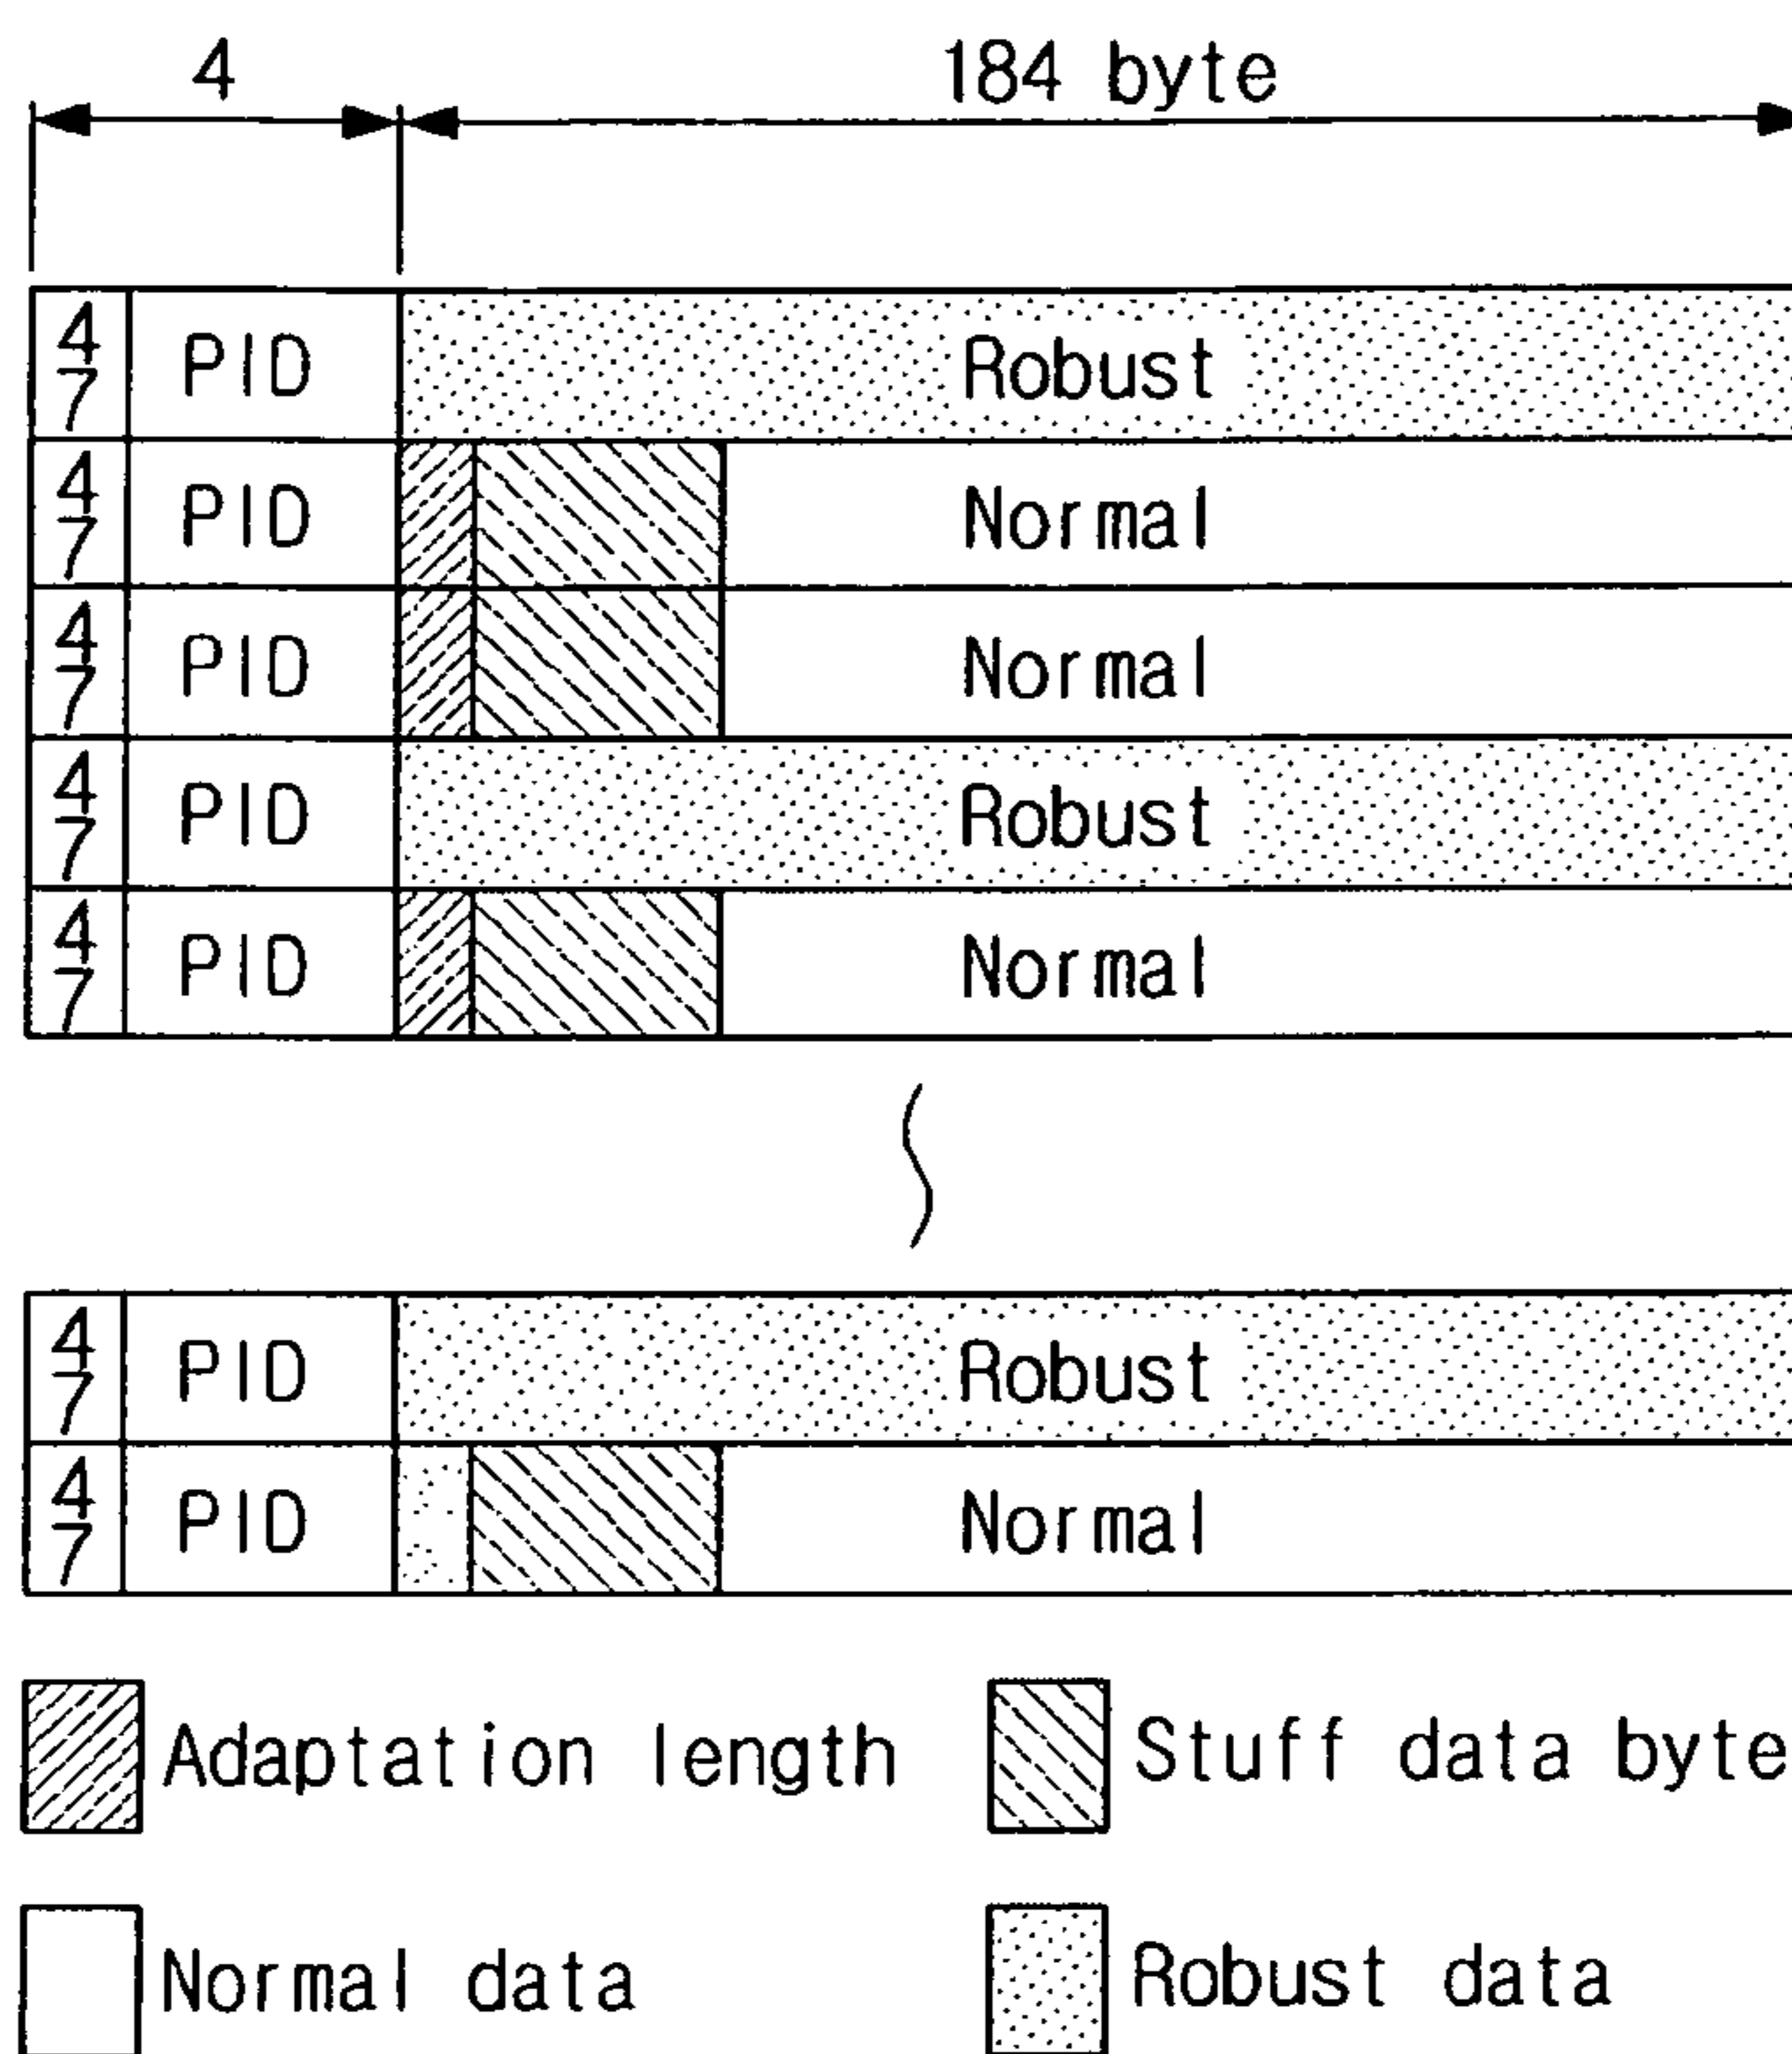 4 184 byte
47 PID Robust
47 PID Normal
47 PID Normal
47 PID Robust
47 PID Normal
47 PID Robust
47 PID Normal
Adaptation length Stuff data byte
Normal data Robust data